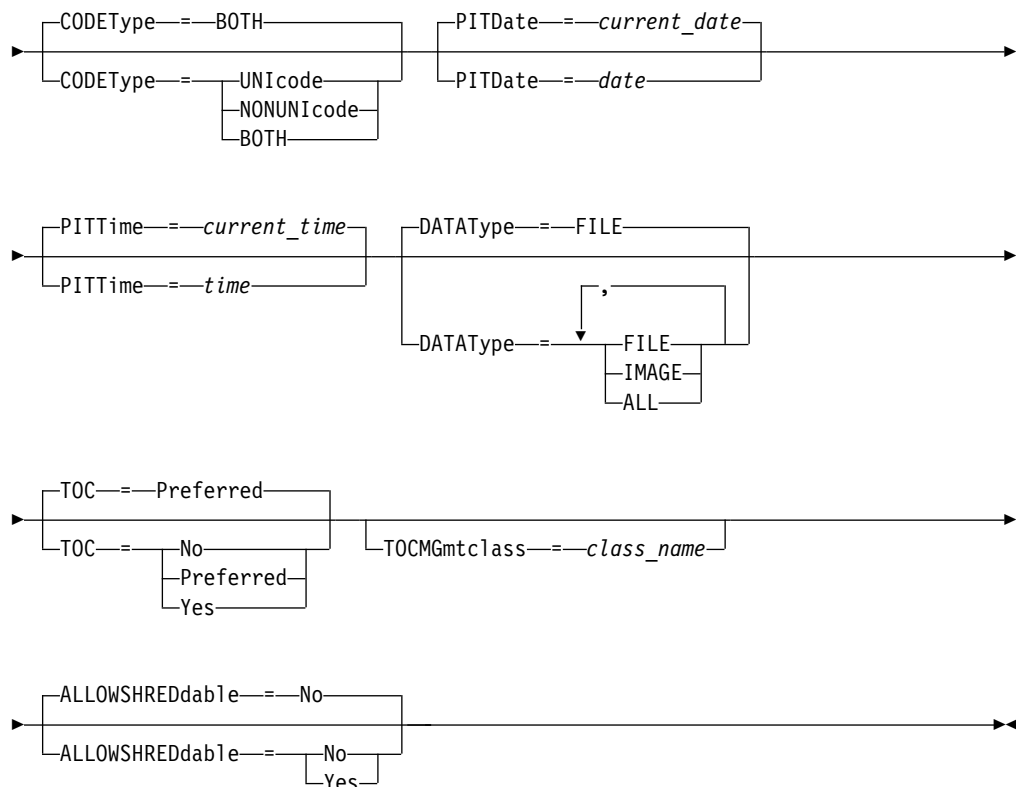 CODEType = BOTH PITDate = current_date
CODEType = UNIcode PITDate = date
NONUNIcode
BOTH
PITTime = current_time DATAType = FILE
PITTime = time ,
DATAType = FILE
IMAGE
ALL
TOC = Preferred
TOC = No TOCMGmtclass = class_name
Preferred
Yes
ALLOWSHREDdable = No
ALLOWSHREDdable = No
Yes